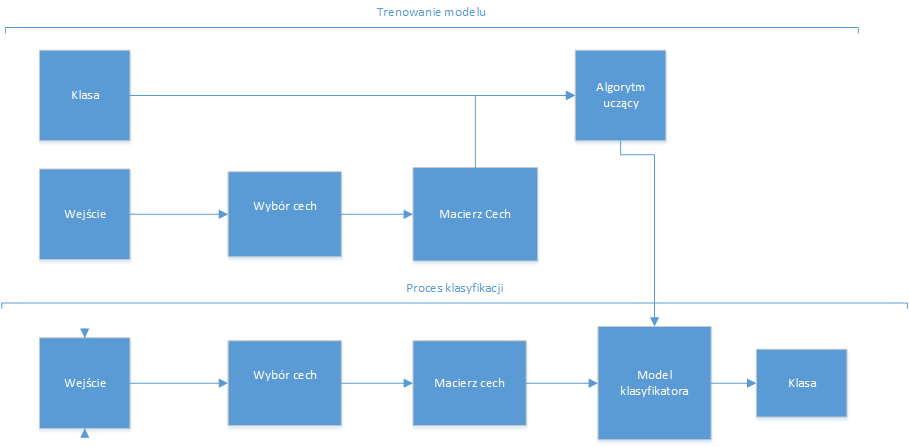 Trenowanie modelu
Klasa
Algorytm
uczący
Wejście
Wybór cech
Macierz Cech
Proces klasyfikacji
Wejście
Wybór cech
Macierz cech
Model
klasyfikatora
Klasa